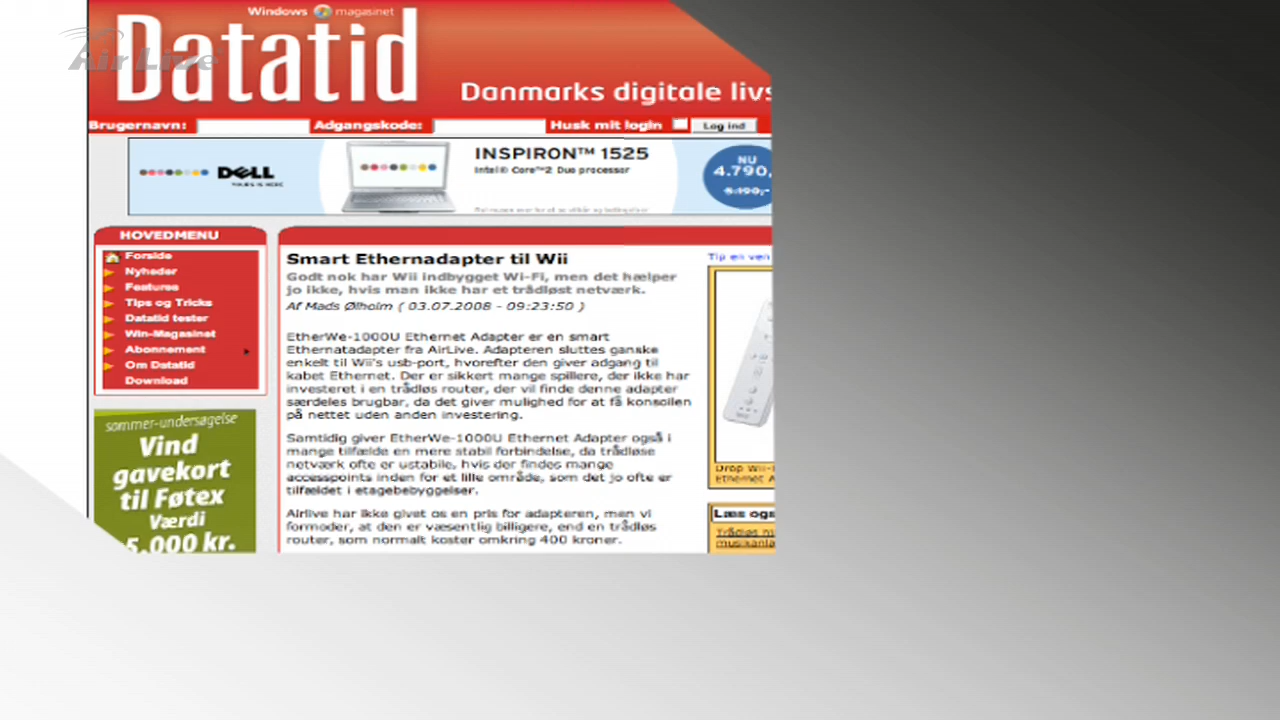 Windows magasinet
Air Live
Datatid
Danmarks digitale livs
Brugernavn:
Adgangskode:
Husk mit login
Log ind
DELL
YOURS IS HERE
INSPIRON™ 1525
Intel® Core™2 Duo processor
NU
4.790,
5.190,-
HOVEDMENU
Forside
Nyheder
Features
Tips og Tricks
Datatid tester
Win-Magasinet
Abonnement
Om Datatid
Download
sommer-undersøgelse
Vind
gavekort
til Føtex
Værdi
5.000 kr.
Smart Ethernadapter til Wii
Godt nok har Wii indbygget Wi-Fi, men det hælper
jo ikke, hvis man ikke har et trådløst netværk.
Af Mads Ølholm ( 03.07.2008 - 09:23:50 )
EtherWe-1000U Ethernet Adapter er en smart
Ethernatadapter fra AirLive. Adapteren sluttes ganske
enkelt til Wii's usb-port, hvorefter den giver adgang til
kabet Ethernet. Der er sikkert mange spillere, der ikke har
investeret i en trådløs router, der vil finde denne adapter
særdeles brugbar, da det giver mulighed for at få konsollen
på nettet uden anden investering.
Samtidig giver EtherWe-1000U Ethernet Adapter også i
mange tilfælde en mere stabil forbindelse, da trådløse
netværk ofte er ustabile, hvis der findes mange
accesspoints inden for et lille område, som det jo ofte er
tilfældet i etagebebyggelser.
Airlive har ikke givet os en pris for adapteren, men vi
formoder, at den er væsentlig billigere, end en trådløs
router, som normalt koster omkring 400 kroner.
Tip en ven
Drop Wii-
Ethernet A
Læs ogs
Trådløs m
musikanla